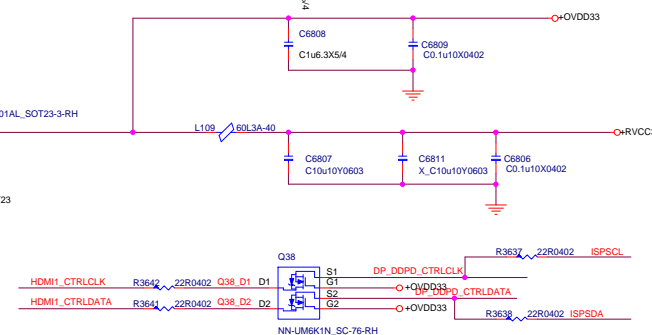 /4
+OVDD33
C6808
C1u6.3X5/4
C6809
C0.1u10X0402
01AL_SOT23-3-RH
L109
60L3A-40
+RVCC3
C6807
C10u10Y0603
C6811
X_C10u10Y0603
C6806
C0.1u10X0402
23
Q38
R3637
22R0402
ISPSCL
S1
DP_DDPD_CTRLCLK
HDMI1_CTRLCLK
R3642
22R0402
Q38_D1
D1
G1
+OVDD33
S2
DP_DDPD_CTRLDATA
HDMI1_CTRLDATA
R3641
22R0402
Q38_D2
D2
G2
+OVDD33
R3638
22R0402
ISPSDA
NN-UM6K1N_SC-76-RH